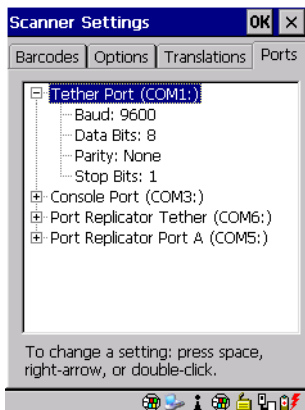 Scanner Settings OK ×
Barcodes Options Translations Ports
Tether Port (COM1:)
Baud: 9600
Data Bits: 8
Parity: None
Stop Bits: 1
Console Port (COM3:)
Port Replicator Tether (COM6:)
Port Replicator Port A (COM5:)
To change a setting: press space,
right-arrow, or double-click.